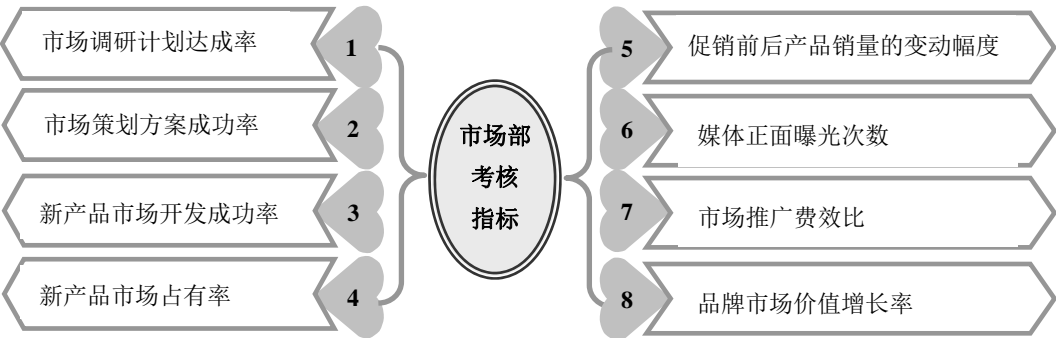 市场调研计划达成率
1
市场策划方案成功率
2
新产品市场开发成功率
3
新产品市场占有率
4
市场部
考核
指标
5
促销前后产品销量的变动幅度
6
媒体正面曝光次数
7
市场推广费效比
8
品牌市场价值增长率